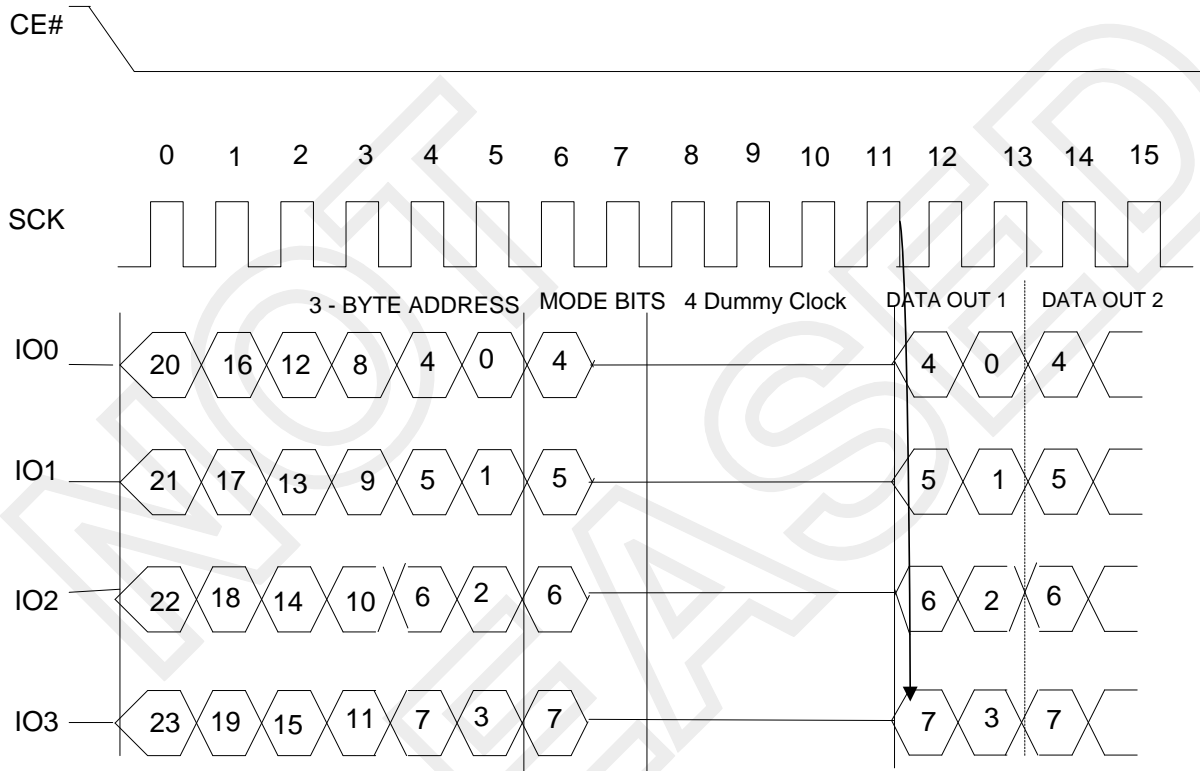 CE#
0 1 2 3 4 5 6 7 8 9 10 11 12 13 14 15
SCK
3 - BYTE ADDRESS MODE BITS 4 Dummy Clock DATA OUT 1 DATA OUT 2
IO0 20 16 12 8 4 0 4 4 0 4
IO1 21 17 13 9 5 1 5 5 1 5
IO2 22 18 14 10 6 2 6 6 2 6
IO3 23 19 15 11 7 3 7 7 3 7